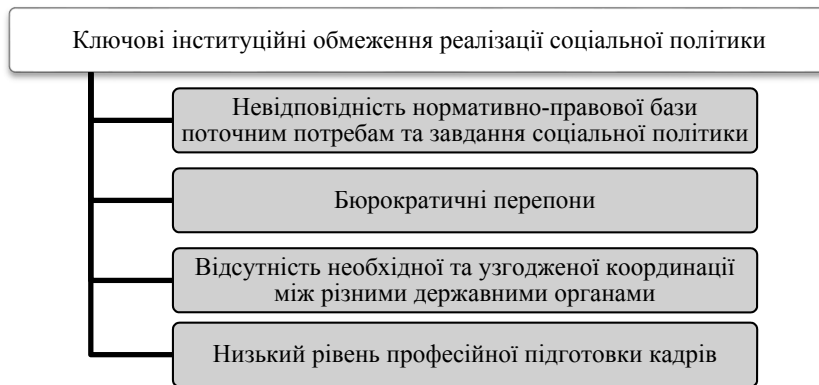 Ключові інституційні обмеження реалізації соціальної політики
Невідповідність нормативно-правової бази
поточним потребам та завдання соціальної політики
Бюрократичні перепони
Відсутність необхідної та узгодженої координації
між різними державними органами
Низький рівень професійної підготовки кадрів